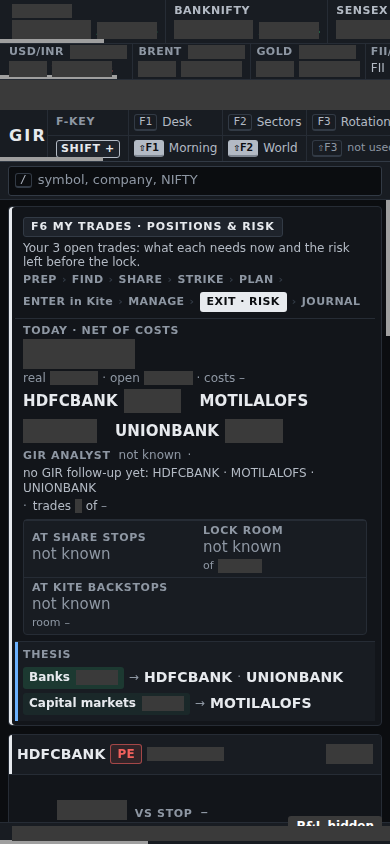 BANKNIFTY
SENSEX
USD/INR
BRENT
GOLD
FII/
FII
GIR
F-KEY
F1 Desk
F2 Sectors
F3 Rotation
SHIFT +
⇧F1 Morning
⇧F2 World
⇧F3 not used
/ symbol, company, NIFTY
F6 MY TRADES · POSITIONS & RISK
Your 3 open trades: what each needs now and the risk
left before the lock.
PREP › FIND › SHARE › STRIKE › PLAN ›
ENTER in Kite › MANAGE › EXIT · RISK › JOURNAL
TODAY · NET OF COSTS
real · open · costs –
HDFCBANK MOTILALOFS
UNIONBANK
GIR ANALYST not known ·
no GIR follow-up yet: HDFCBANK · MOTILALOFS ·
UNIONBANK
· trades of –
AT SHARE STOPS
not known
LOCK ROOM
not known
of
AT KITE BACKSTOPS
not known
room –
THESIS
Banks → HDFCBANK · UNIONBANK
Capital markets → MOTILALOFS
HDFCBANK PE
VS STOP –